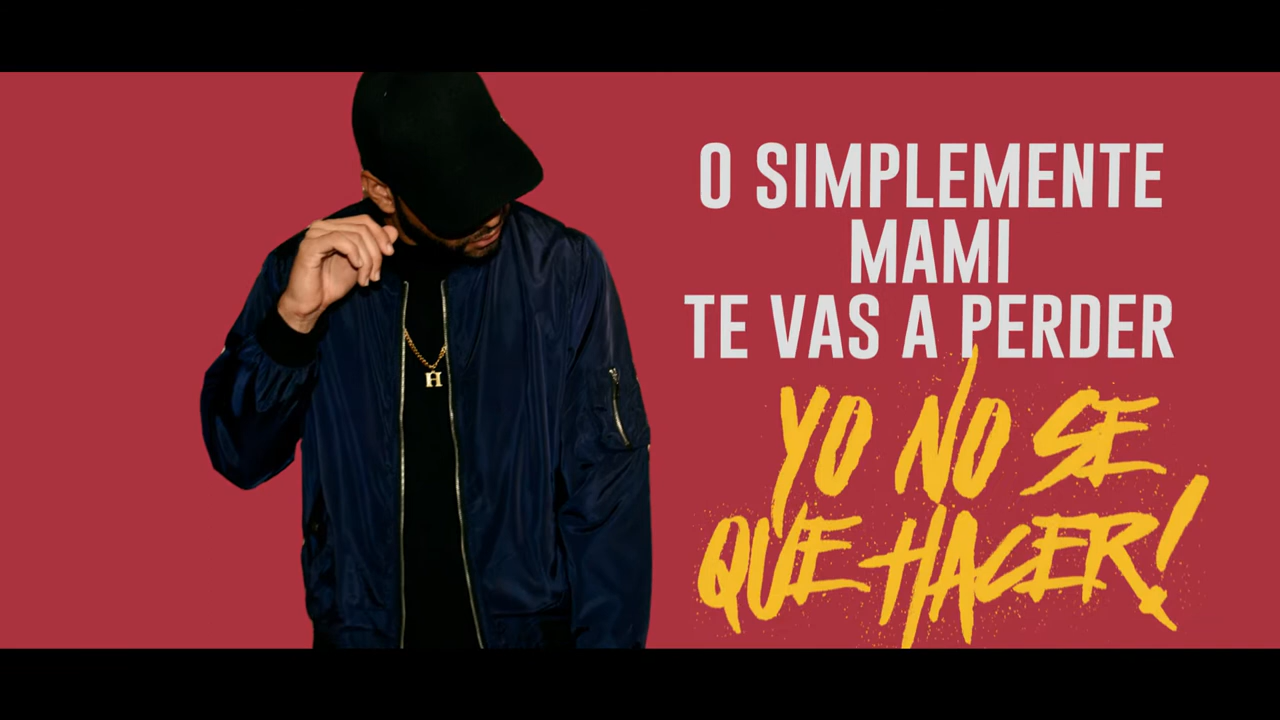 O SIMPLEMENTE
MAMI
TE VAS A PERDER
YO NO SE
QUE HACER!
H